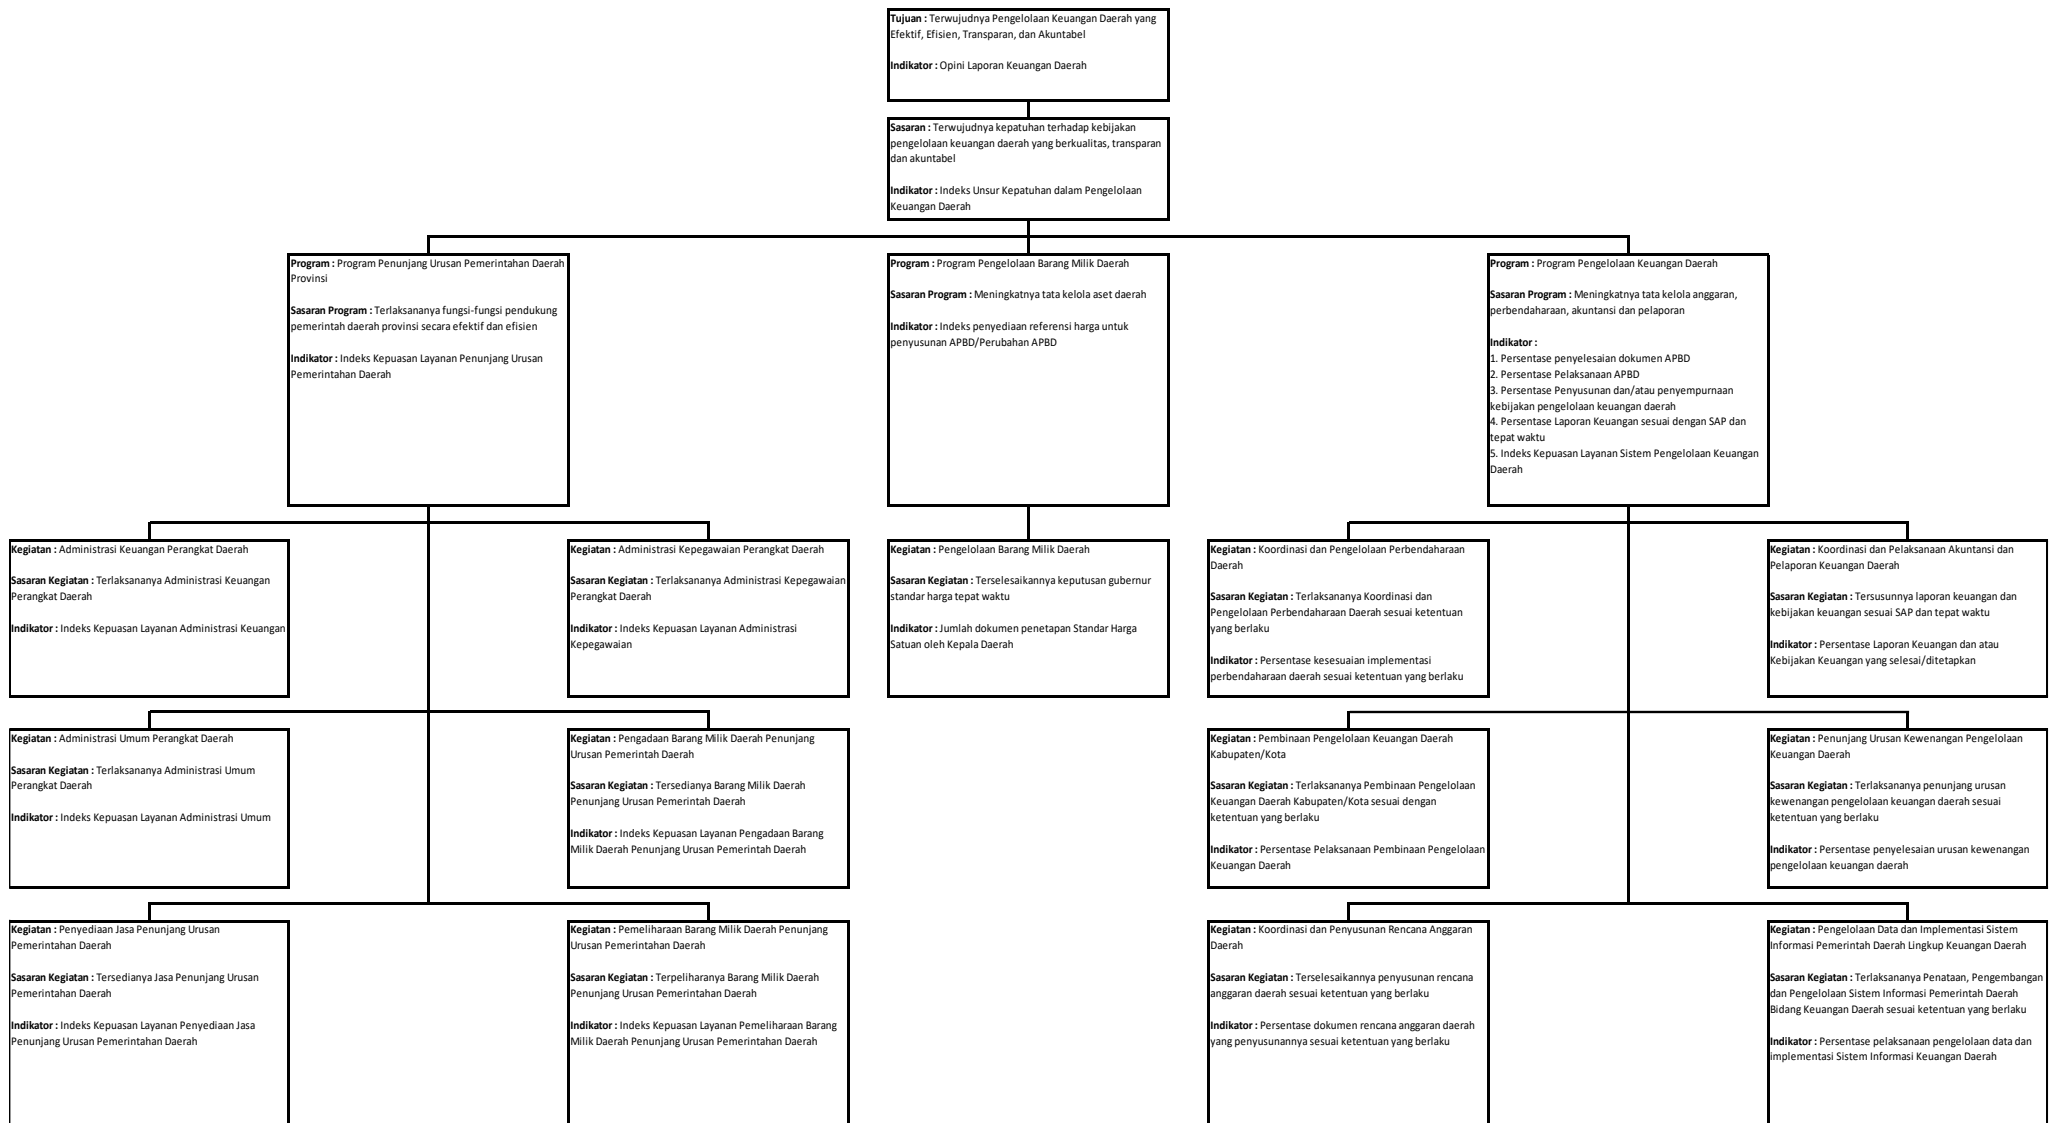 Tujuan : Terwujudnya Pengelolaan Keuangan Daerah yang
Efektif, Efisien, Transparan, dan Akuntabel
Indikator : Opini Laporan Keuangan Daerah
Sasaran : Terwujudnya kepatuhan terhadap kebijakan
pengelolaan keuangan daerah yang berkualitas, transparan
dan akuntabel
Indikator : Indeks Unsur Kepatuhan dalam Pengelolaan
Keuangan Daerah
Program : Program Penunjang Urusan Pemerintahan Daerah
Provinsi
Sasaran Program : Terlaksananya fungsi-fungsi pendukung
pemerintah daerah provinsi secara efektif dan efisien
Indikator : Indeks Kepuasan Layanan Penunjang Urusan
Pemerintahan Daerah
Program : Program Pengelolaan Barang Milik Daerah
Sasaran Program : Meningkatnya tata kelola aset daerah
Indikator : Indeks penyediaan referensi harga untuk
penyusunan APBD/Perubahan APBD
Program : Program Pengelolaan Keuangan Daerah
Sasaran Program : Meningkatnya tata kelola anggaran,
perbendaharaan, akuntansi dan pelaporan
Indikator :
1. Persentase penyelesaian dokumen APBD
2. Persentase Pelaksanaan APBD
3. Persentase Penyusunan dan/atau penyempurnaan
kebijakan pengelolaan keuangan daerah
4. Persentase Laporan Keuangan sesuai dengan SAP dan
tepat waktu
5. Indeks Kepuasan Layanan Sistem Pengelolaan Keuangan
Daerah
Kegiatan : Administrasi Keuangan Perangkat Daerah
Sasaran Kegiatan : Terlaksananya Administrasi Keuangan
Perangkat Daerah
Indikator : Indeks Kepuasan Layanan Administrasi Keuangan
Kegiatan : Administrasi Kepegawaian Perangkat Daerah
Sasaran Kegiatan : Terlaksananya Administrasi Kepegawaian
Perangkat Daerah
Indikator : Indeks Kepuasan Layanan Administrasi
Kepegawaian
Kegiatan : Pengelolaan Barang Milik Daerah
Sasaran Kegiatan : Terselesaikannya keputusan gubernur
standar harga tepat waktu
Indikator : Jumlah dokumen penetapan Standar Harga
Satuan oleh Kepala Daerah
Kegiatan : Koordinasi dan Pengelolaan Perbendaharaan
Daerah
Sasaran Kegiatan : Terlaksananya Koordinasi dan
Pengelolaan Perbendaharaan Daerah sesuai ketentuan
yang berlaku
Indikator : Persentase kesesuaian implementasi
perbendaharaan daerah sesuai ketentuan yang berlaku
Kegiatan : Koordinasi dan Pelaksanaan Akuntansi dan
Pelaporan Keuangan Daerah
Sasaran Kegiatan : Tersusunnya laporan keuangan dan
kebijakan keuangan sesuai SAP dan tepat waktu
Indikator : Persentase Laporan Keuangan dan atau
Kebijakan Keuangan yang selesai/ditetapkan
Kegiatan : Administrasi Umum Perangkat Daerah
Sasaran Kegiatan : Terlaksananya Administrasi Umum
Perangkat Daerah
Indikator : Indeks Kepuasan Layanan Administrasi Umum
Kegiatan : Pengadaan Barang Milik Daerah Penunjang
Urusan Pemerintah Daerah
Sasaran Kegiatan : Tersedianya Barang Milik Daerah
Penunjang Urusan Pemerintah Daerah
Indikator : Indeks Kepuasan Layanan Pengadaan Barang
Milik Daerah Penunjang Urusan Pemerintah Daerah
Kegiatan : Pembinaan Pengelolaan Keuangan Daerah
Kabupaten/Kota
Sasaran Kegiatan : Terlaksananya Pembinaan Pengelolaan
Keuangan Daerah Kabupaten/Kota sesuai dengan
ketentuan yang berlaku
Indikator : Persentase Pelaksanaan Pembinaan Pengelolaan
Keuangan Daerah
Kegiatan : Penunjang Urusan Kewenangan Pengelolaan
Keuangan Daerah
Sasaran Kegiatan : Terlaksananya penunjang urusan
kewenangan pengelolaan keuangan daerah sesuai
ketentuan yang berlaku
Indikator : Persentase penyelesaian urusan kewenangan
pengelolaan keuangan daerah
Kegiatan : Penyediaan Jasa Penunjang Urusan
Pemerintahan Daerah
Sasaran Kegiatan : Tersedianya Jasa Penunjang Urusan
Pemerintahan Daerah
Indikator : Indeks Kepuasan Layanan Penyediaan Jasa
Penunjang Urusan Pemerintahan Daerah
Kegiatan : Pemeliharaan Barang Milik Daerah Penunjang
Urusan Pemerintahan Daerah
Sasaran Kegiatan : Terpeliharanya Barang Milik Daerah
Penunjang Urusan Pemerintahan Daerah
Indikator : Indeks Kepuasan Layanan Pemeliharaan Barang
Milik Daerah Penunjang Urusan Pemerintahan Daerah
Kegiatan : Koordinasi dan Penyusunan Rencana Anggaran
Daerah
Sasaran Kegiatan : Terselesaikannya penyusunan rencana
anggaran daerah sesuai ketentuan yang berlaku
Indikator : Persentase dokumen rencana anggaran daerah
yang penyusunannya sesuai ketentuan yang berlaku
Kegiatan : Pengelolaan Data dan Implementasi Sistem
Informasi Pemerintah Daerah Lingkup Keuangan Daerah
Sasaran Kegiatan : Terlaksananya Penataan, Pengembangan
dan Pengelolaan Sistem Informasi Pemerintah Daerah
Bidang Keuangan Daerah sesuai ketentuan yang berlaku
Indikator : Persentase pelaksanaan pengelolaan data dan
implementasi Sistem Informasi Keuangan Daerah